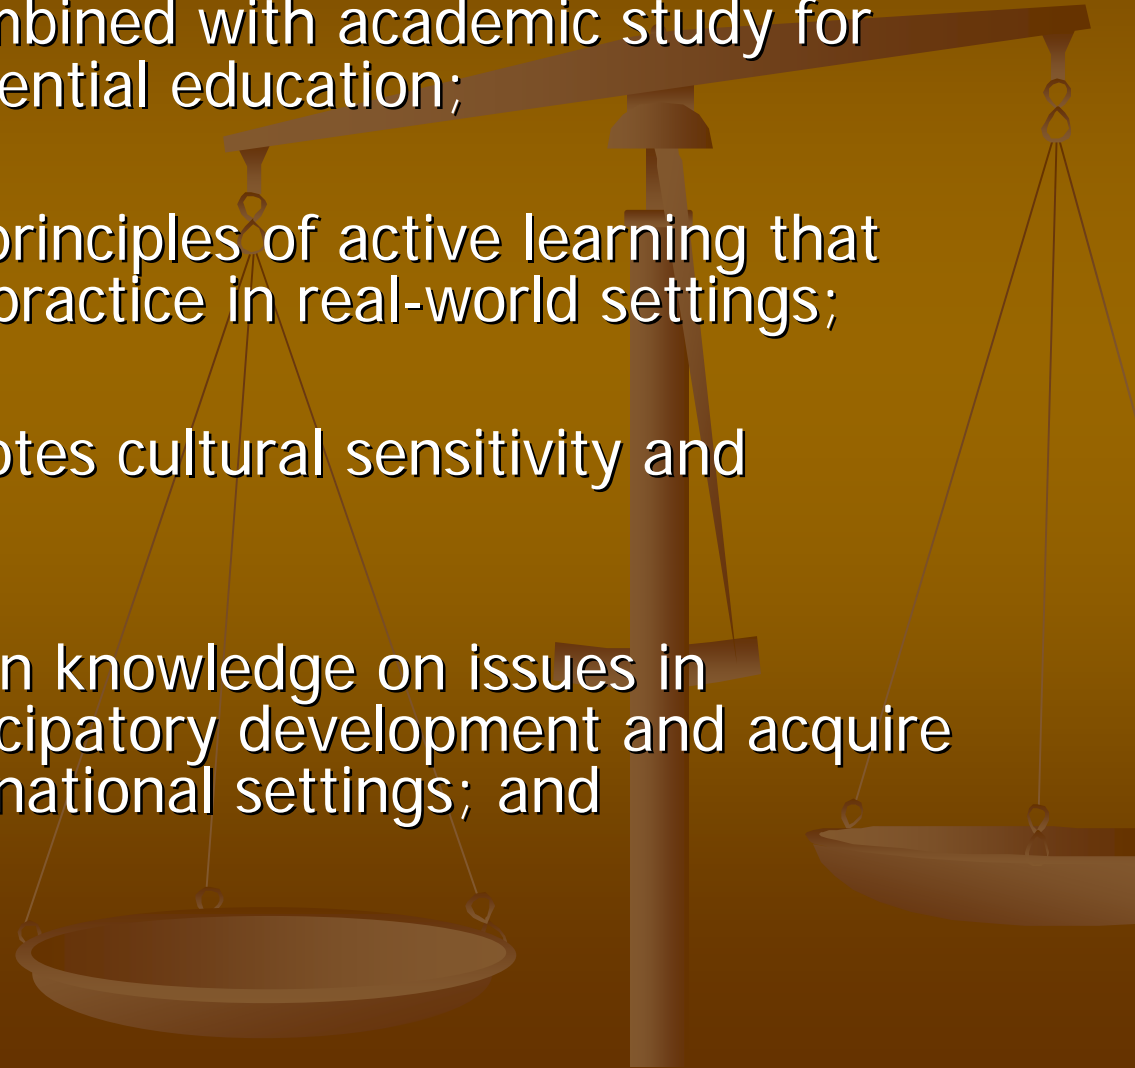 mbined with academic study for
ential education;
principles of active learning that
practice in real-world settings;
otes cultural sensitivity and
n knowledge on issues in
cipatory development and acquire
national settings; and